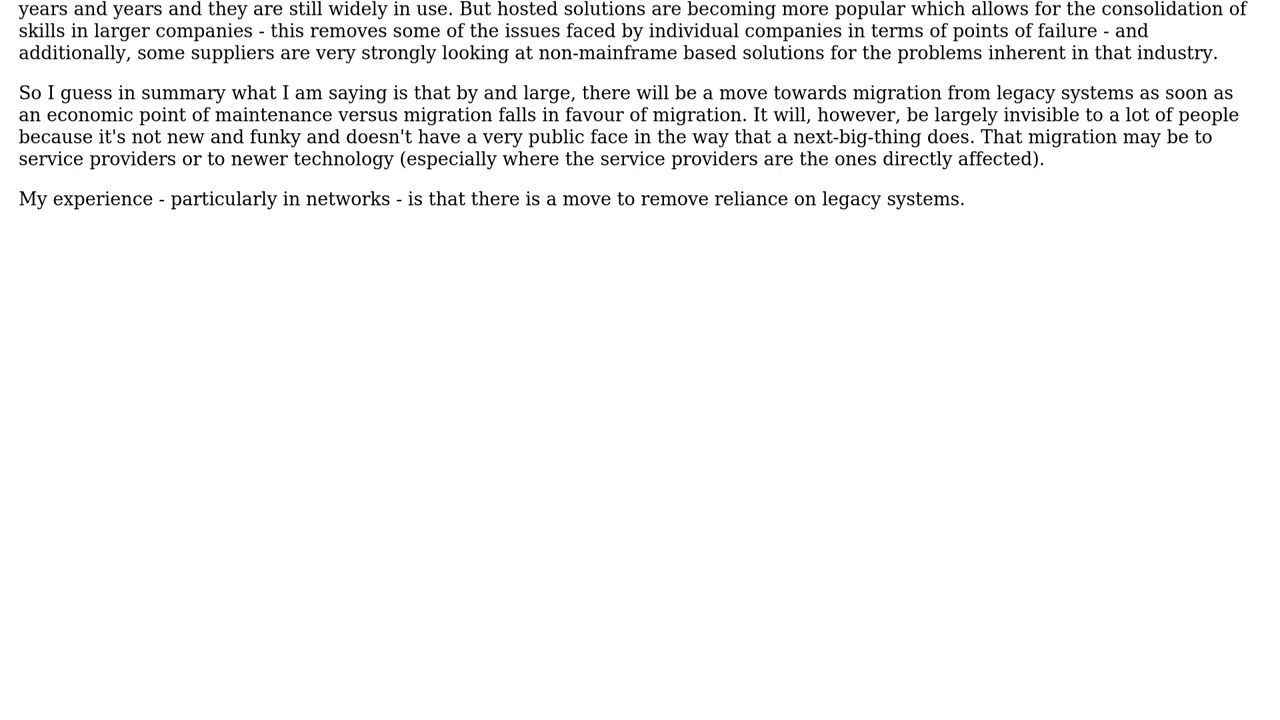 years and years and they are still widely in use. But hosted solutions are becoming more popular which allows for the consolidation of
skills in larger companies - this removes some of the issues faced by individual companies in terms of points of failure - and
additionally, some suppliers are very strongly looking at non-mainframe based solutions for the problems inherent in that industry.
So I guess in summary what I am saying is that by and large, there will be a move towards migration from legacy systems as soon as
an economic point of maintenance versus migration falls in favour of migration. It will, however, be largely invisible to a lot of people
because it's not new and funky and doesn't have a very public face in the way that a next-big-thing does. That migration may be to
service providers or to newer technology (especially where the service providers are the ones directly affected).
My experience - particularly in networks - is that there is a move to remove reliance on legacy systems.